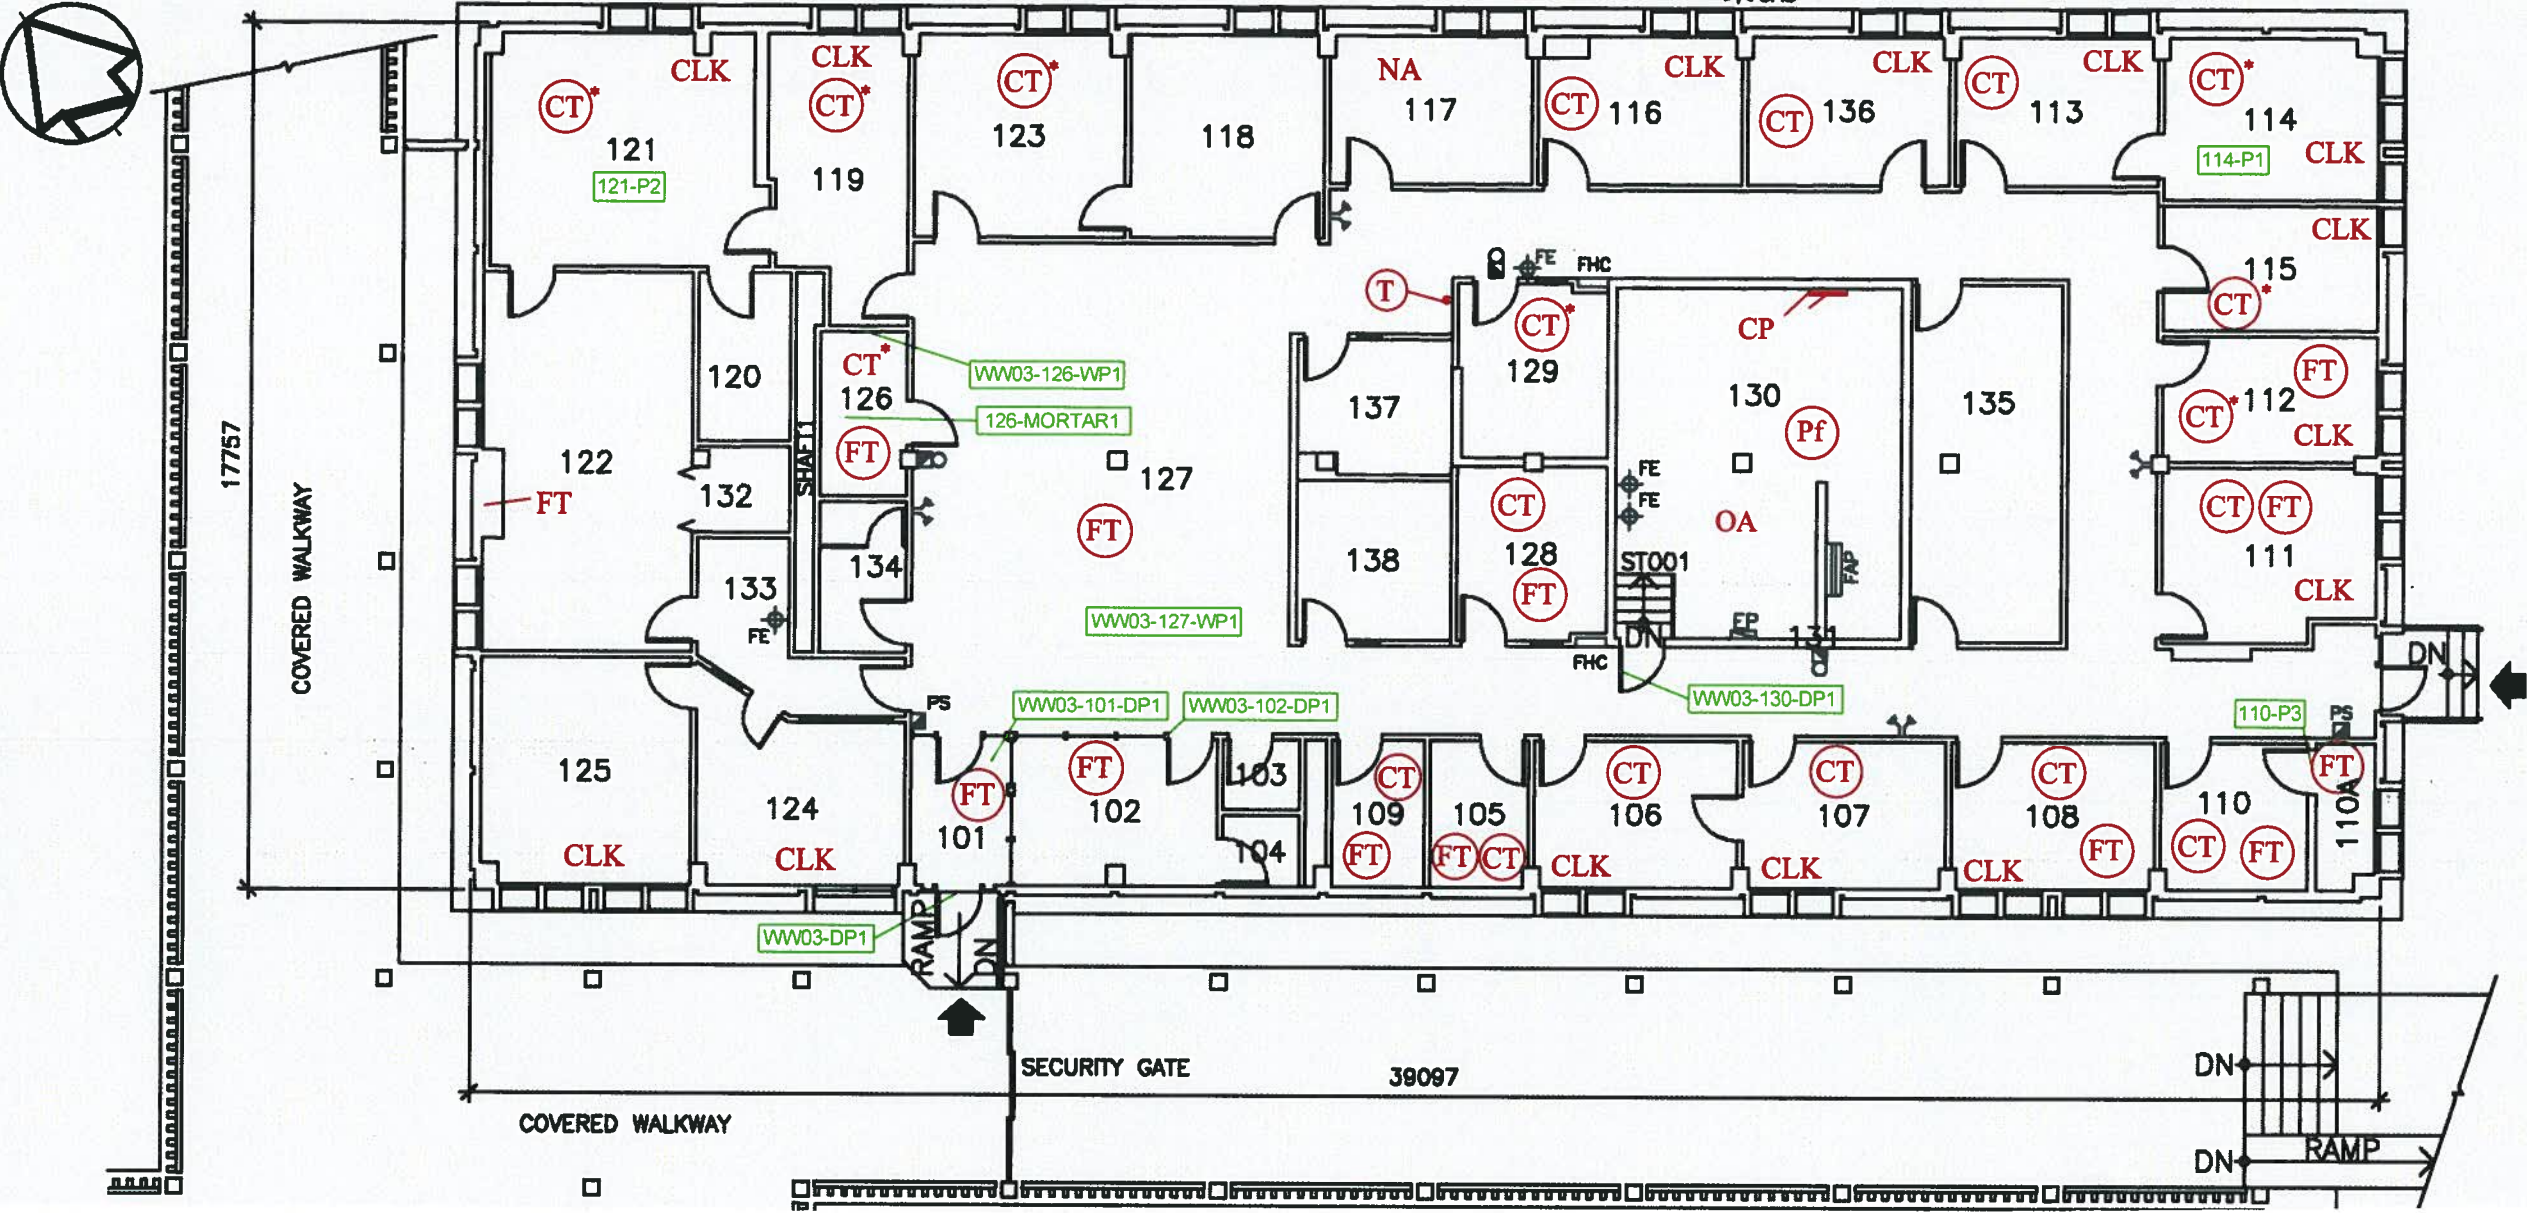 CLK
CT*
121
121-P2
CLK
CT*
119
CT*
123
118
NA
117
CLK
CT
116
CLK
CT
136
CLK
CT
113
CT*
114
CLK
114-P1
CLK
115
CT*
17757
COVERED WALKWAY
122
FT
120
132
133
FE
SHAFT1
CT*
126
FT
134
WW03-126-WP1
126-MORTAR1
127
FT
WW03-127-WP1
T
FE
FHC
CT*
129
137
138
CT
128
FT
FHC
CP
130
Pf
FE
FE
OA
ST001
DN
EP
FAP
131
135
FT
CT*
112
CLK
CT
FT
111
CLK
DN
125
CLK
124
CLK
PS
WW03-101-DP1
WW03-102-DP1
WW03-130-DP1
110-P3
PS
FT
101
FT
102
103
104
CT
109
FT
105
FT
CT
CT
106
CLK
CT
107
CLK
CT
108
CLK
FT
110
CT
FT
FT
110A
WW03-DP1
RAMP
DN
SECURITY GATE
39097
COVERED WALKWAY
DN
DN
RAMP